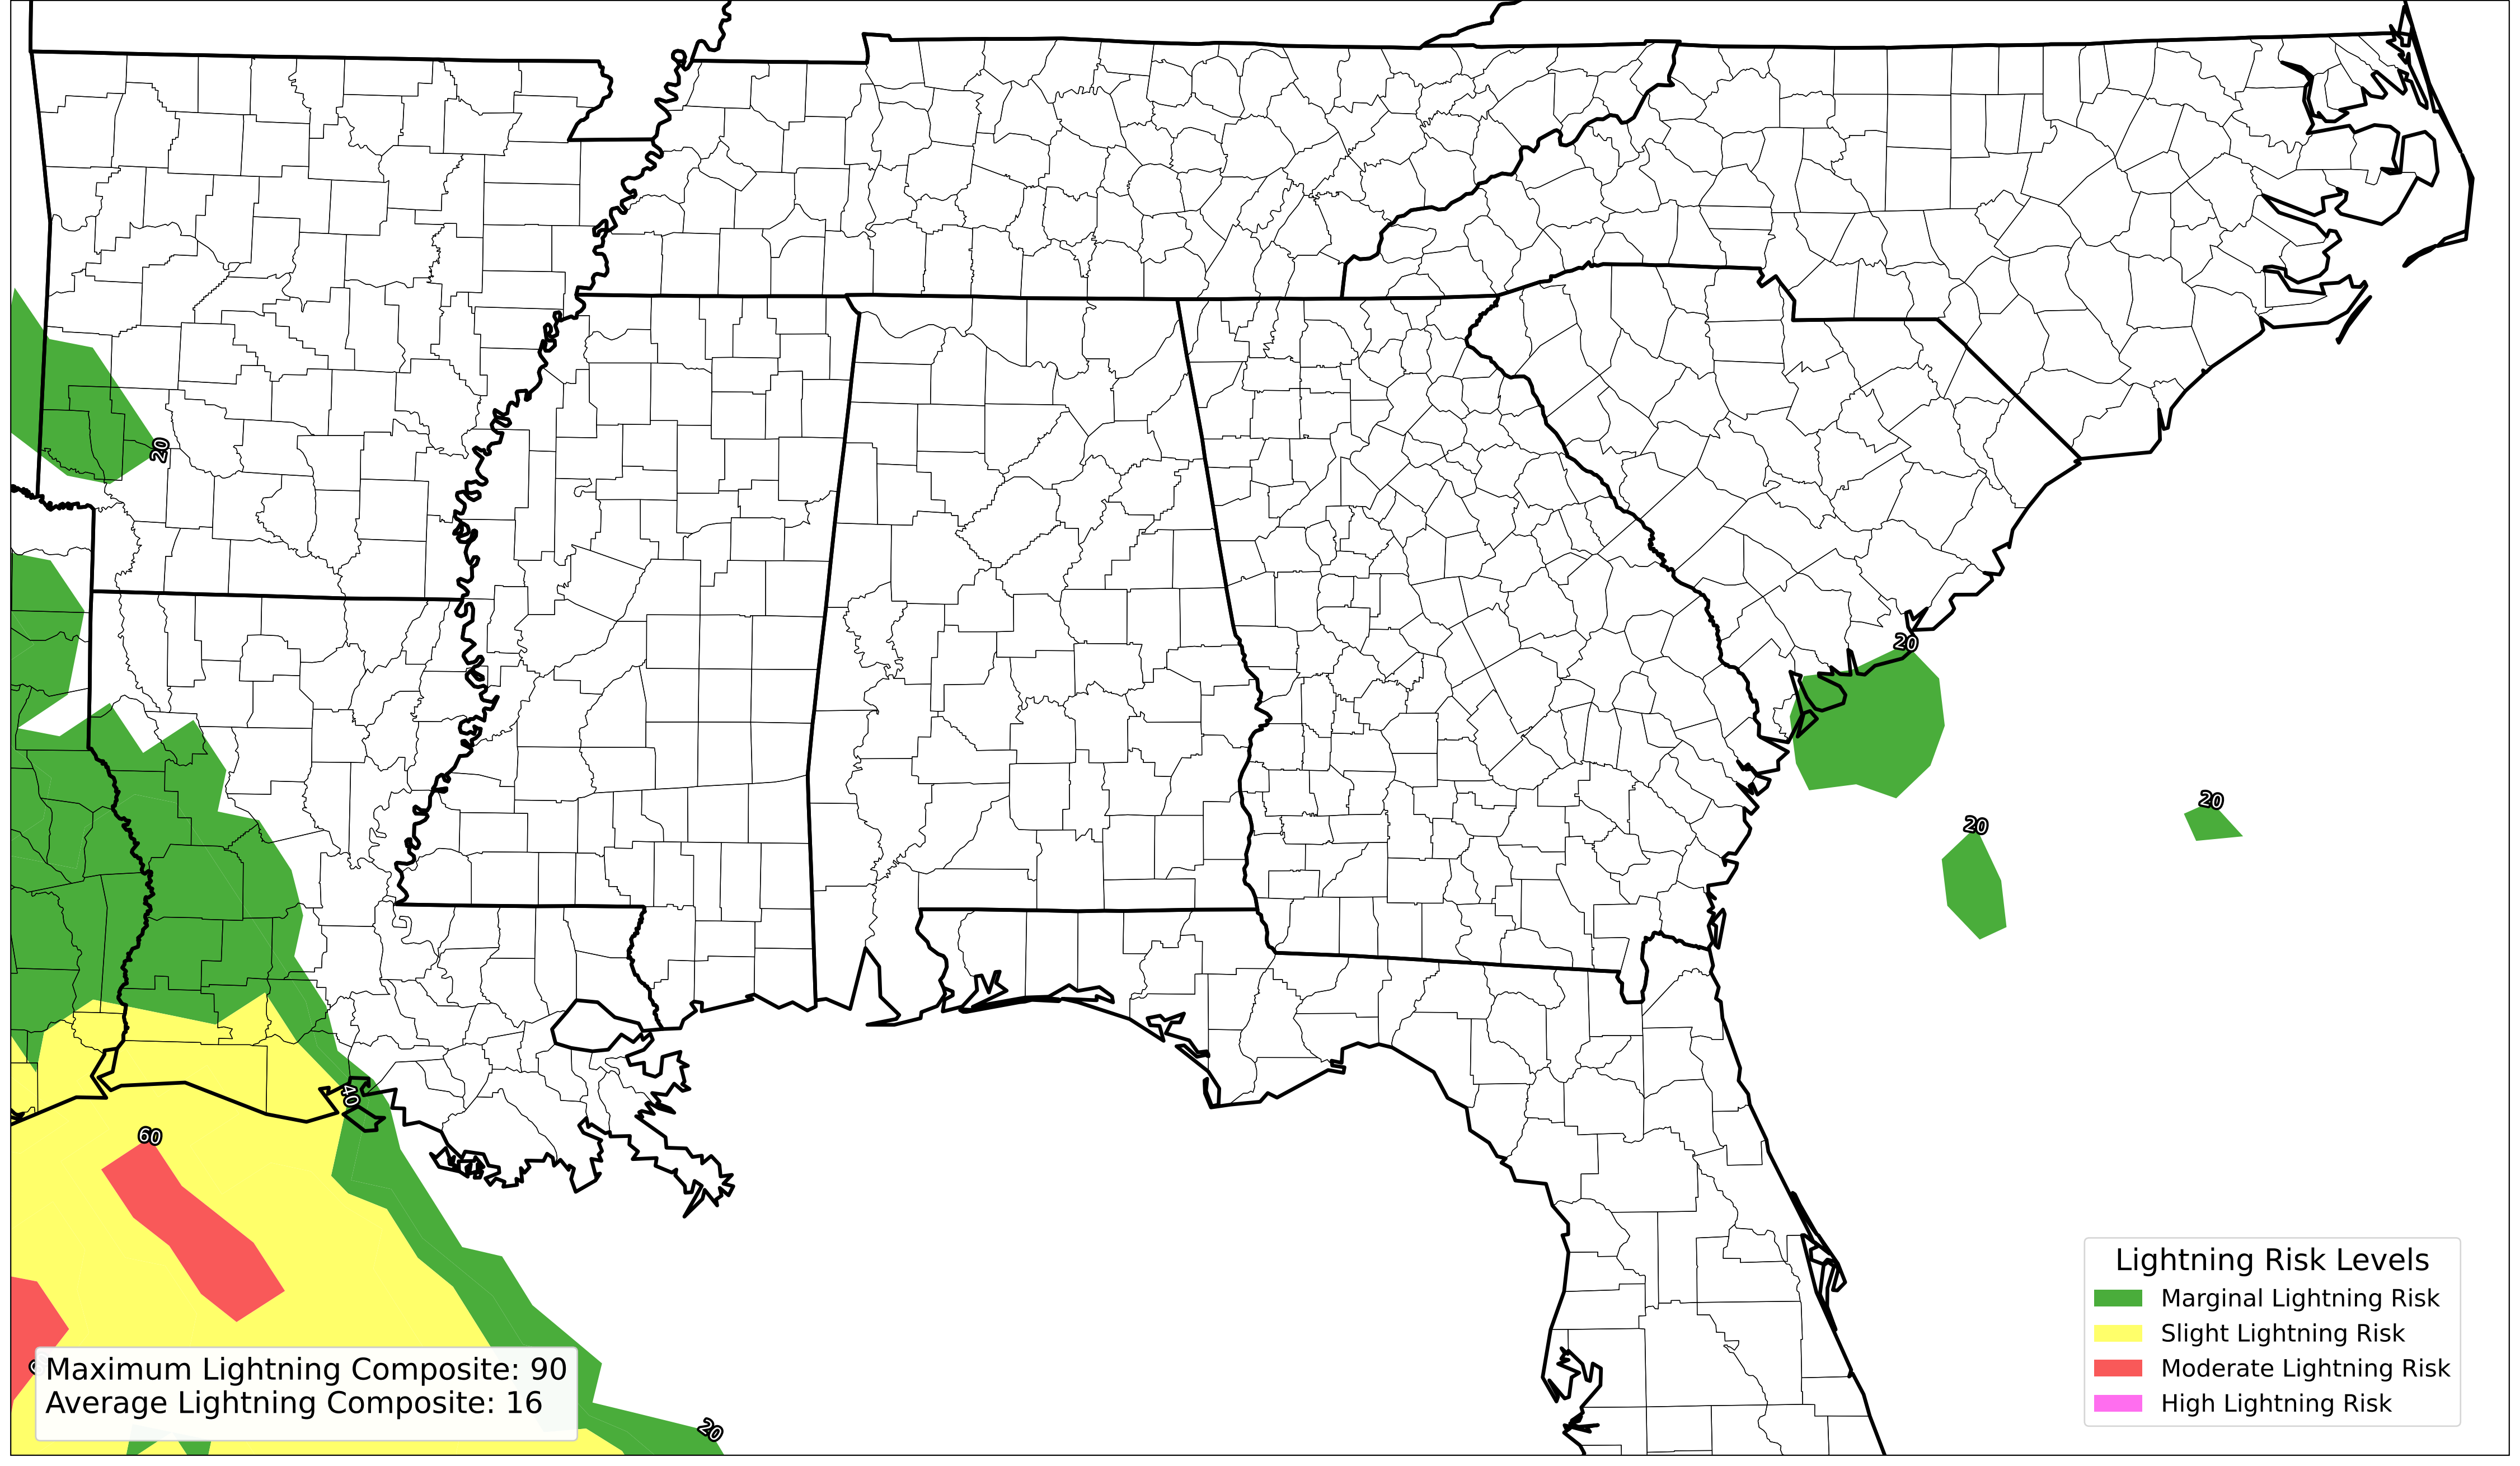 20
20
20
20
40
60
Lightning Risk Levels
Marginal Lightning Risk
Slight Lightning Risk
Moderate Lightning Risk
High Lightning Risk
Maximum Lightning Composite: 90
Average Lightning Composite: 16
20